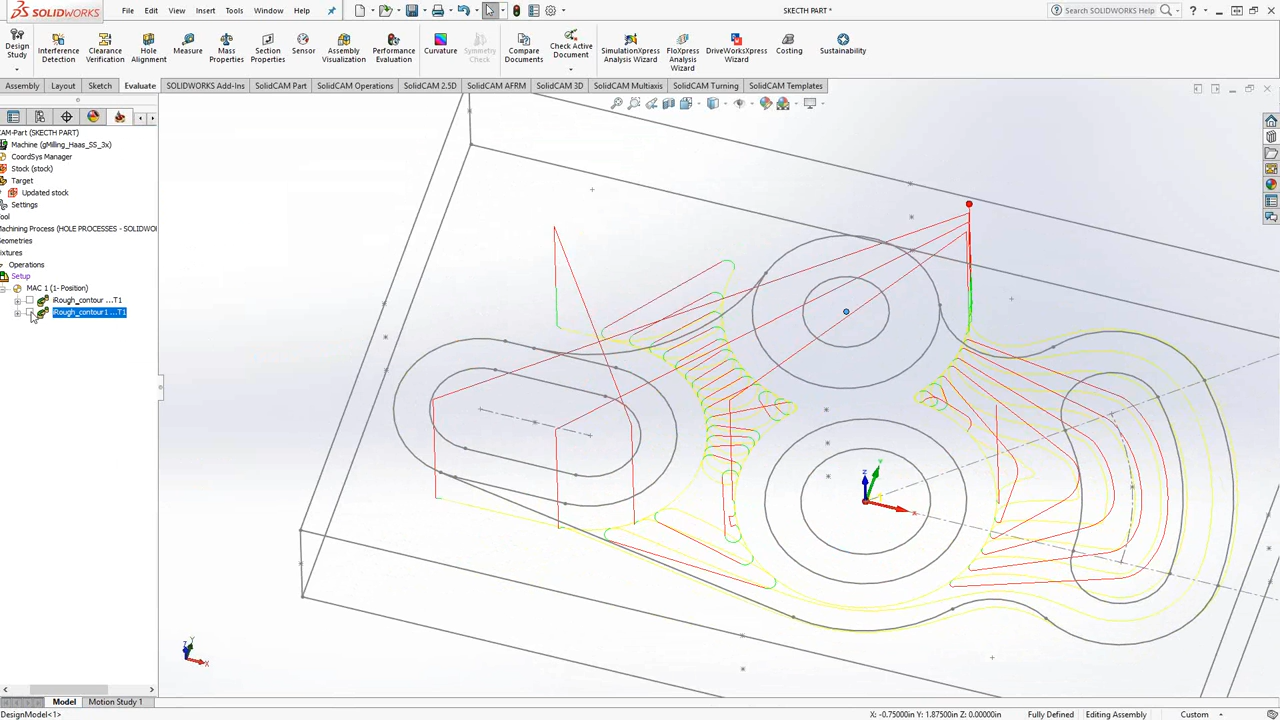 SOLIDWORKS
File Edit View Insert Tools Window Help
SKECTH PART *
Search SOLIDWORKS Help
Design Study
Interference Detection
Clearance Verification
Hole Alignment
Measure
Mass Properties
Section Properties
Sensor
Assembly Visualization
Performance Evaluation
Curvature
Symmetry Check
Compare Documents
Check Active Document
SimulationXpress Analysis Wizard
FloXpress Analysis Wizard
DriveWorksXpress Wizard
Costing
Sustainability
Assembly Layout Sketch Evaluate SOLIDWORKS Add-Ins SolidCAM Part SolidCAM Operations SolidCAM 2.5D SolidCAM AFRM SolidCAM 3D SolidCAM Multiaxis SolidCAM Turning SolidCAM Templates
CAM-Part (SKECTH PART)
Machine (gMilling_Haas_SS_3x)
CoordSys Manager
Stock (stock)
Target
Updated stock
Settings
Tool
Machining Process (HOLE PROCESSES - SOLIDWO
Geometries
Fixtures
Operations
Setup
MAC 1 (1- Position)
iRough_contour ...T1
iRough_contour1 ...T1
Z
Y
X
Z
Y
X
Model Motion Study 1
DesignModel<1>
X: -0.75000in Y: 1.87500in Z: 0.00000in
Fully Defined
Editing Assembly
Custom